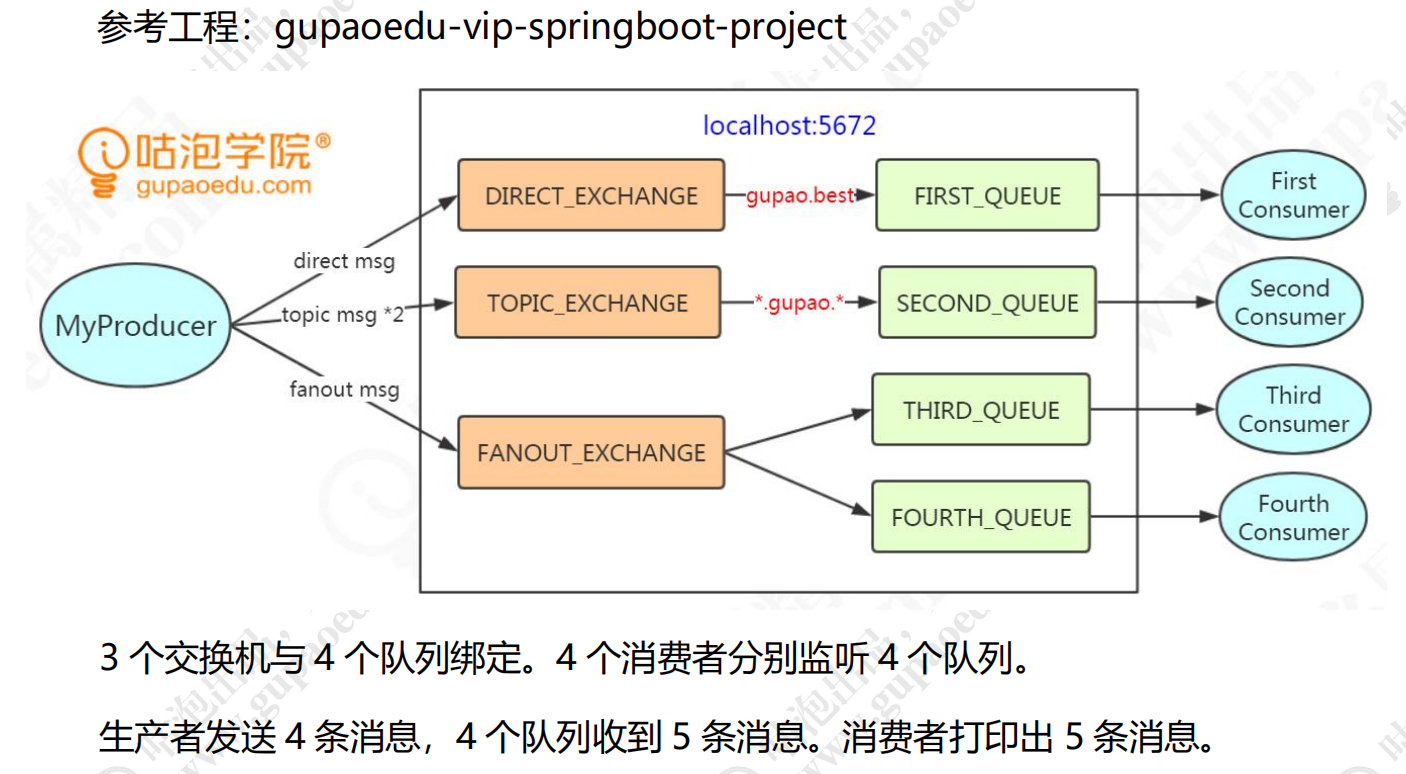 参考工程：gupaoedu-vip-springboot-project
localhost:5672
咕泡学院®
gupaoedu.com
DIRECT_EXCHANGE
gupao.best
FIRST_QUEUE
First
Consumer
direct msg
MyProducer
topic msg *2
TOPIC_EXCHANGE
*.gupao.*
SECOND_QUEUE
Second
Consumer
fanout msg
FANOUT_EXCHANGE
THIRD_QUEUE
Third
Consumer
FOURTH_QUEUE
Fourth
Consumer
3 个交换机与 4 个队列绑定。4 个消费者分别监听 4 个队列。
生产者发送 4 条消息，4 个队列收到 5 条消息。消费者打印出 5 条消息。